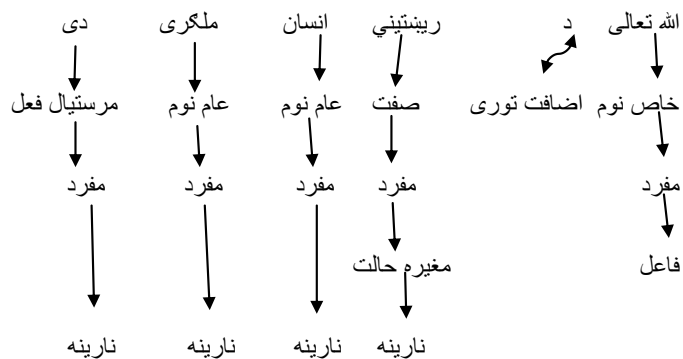 الله تعالی د ریښتیني انسان ملګری دی
خاص نوم اضافت توری صفت عام نوم عام نوم مرستیال فعل
مفرد مفرد مفرد مفرد مفرد
فاعل مغیره حالت
نارینه نارینه نارینه نارینه